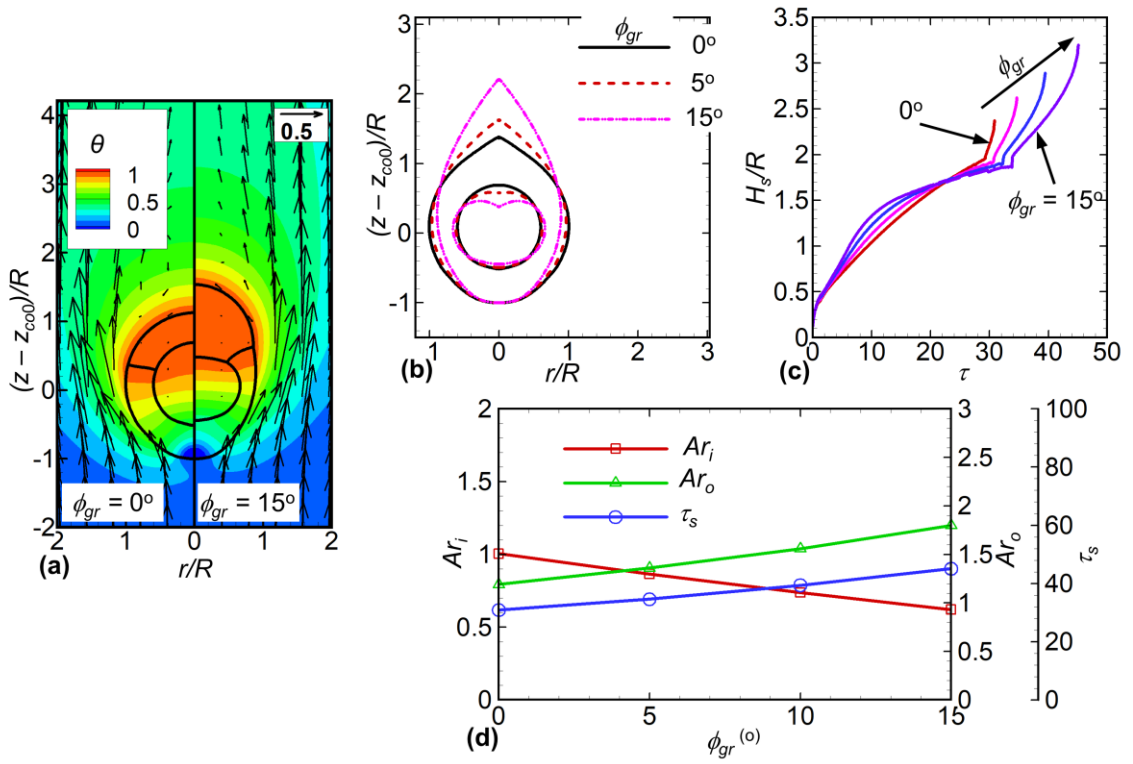 (z − z_co0)/R
4
3
2
1
0
-1
-2
θ
1
0.5
0
0.5
ϕ_gr = 0°
ϕ_gr = 15°
2 1 0 1 2
r/R
(a)
(z − z_co0)/R
3
2
1
0
-1
ϕ_gr
0°
5°
15°
1 0 1 2 3
r/R
(b)
H_s/R
3.5
3
2.5
2
1.5
1
0.5
0
ϕ_gr
0°
ϕ_gr = 15°
0 10 20 30 40 50
τ
(c)
Ar_i
2
1.5
1
0.5
0
Ar_i
Ar_o
τ_s
3
2.5
2
1.5
1
0.5
0
Ar_o
100
80
60
40
20
0
τ_s
0 5 10 15
ϕ_gr (o)
(d)